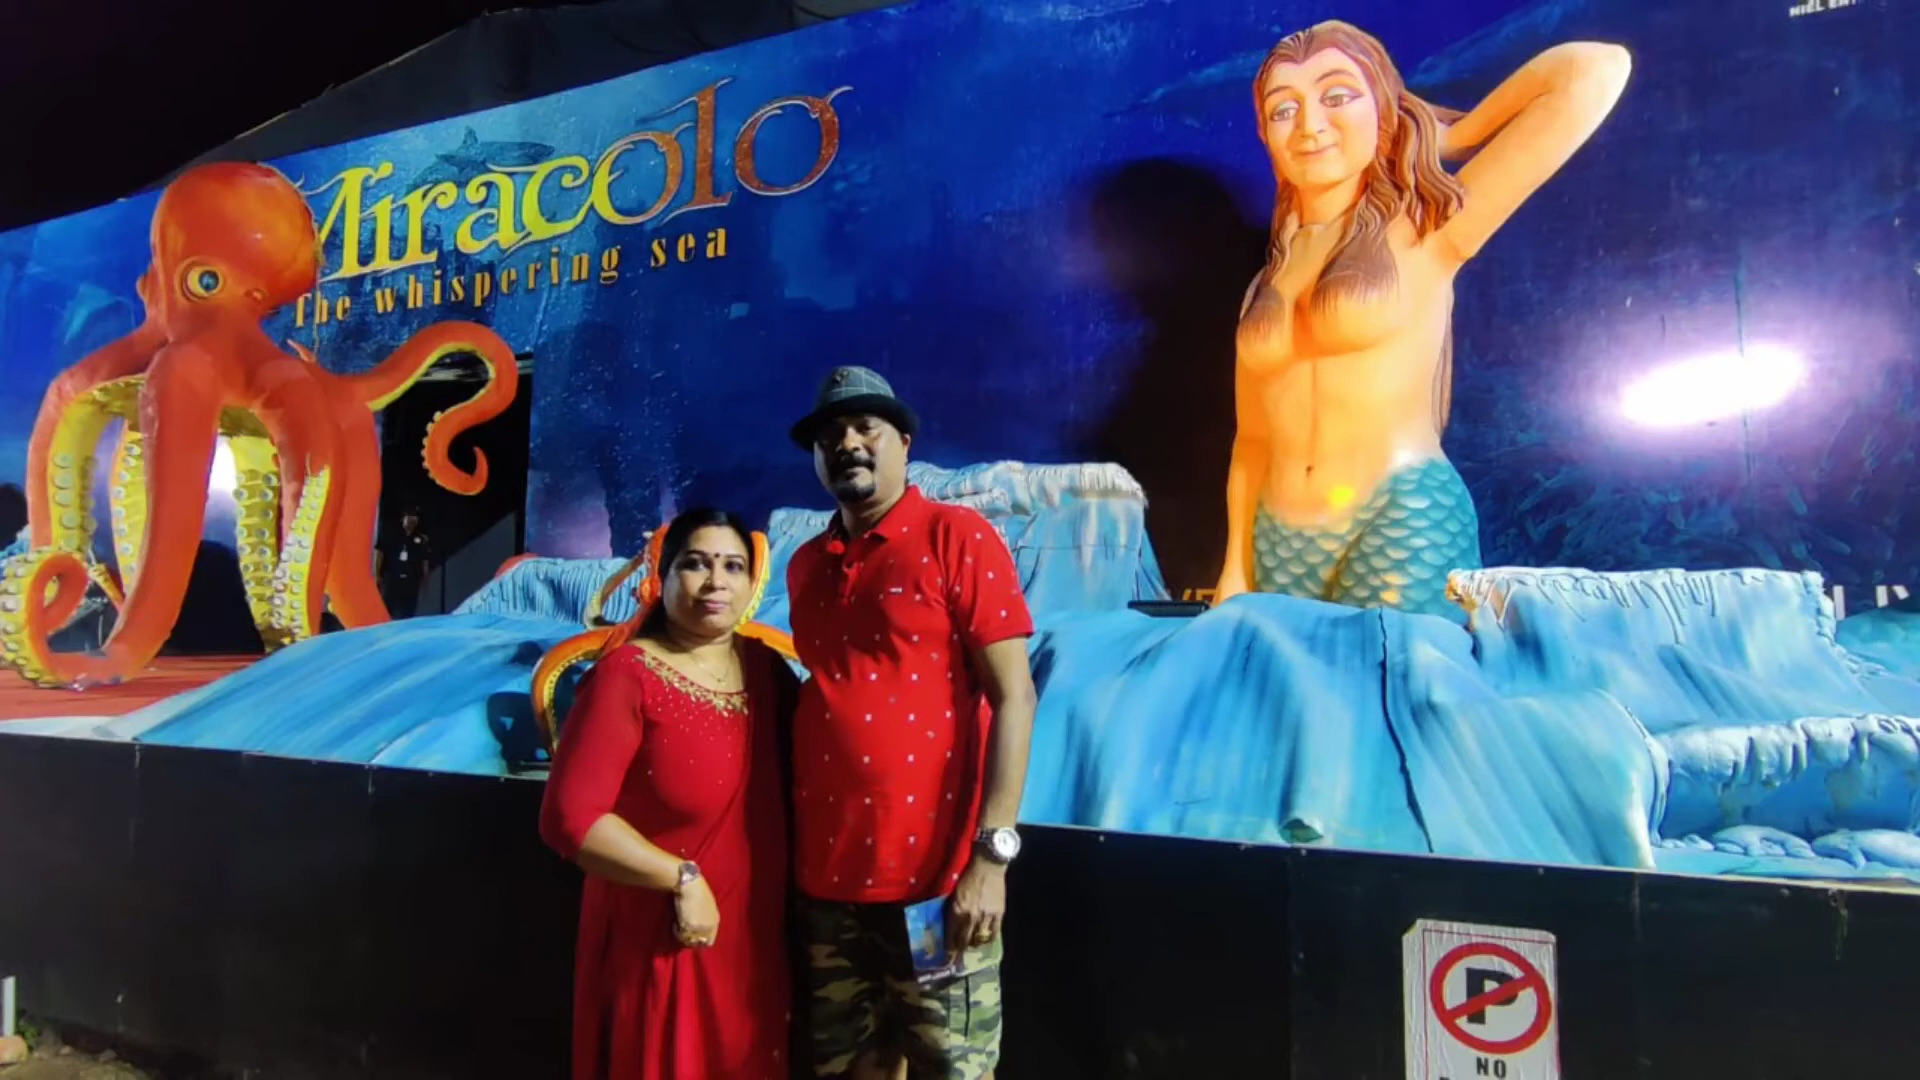 Miracolo
The whispering sea
P
NO